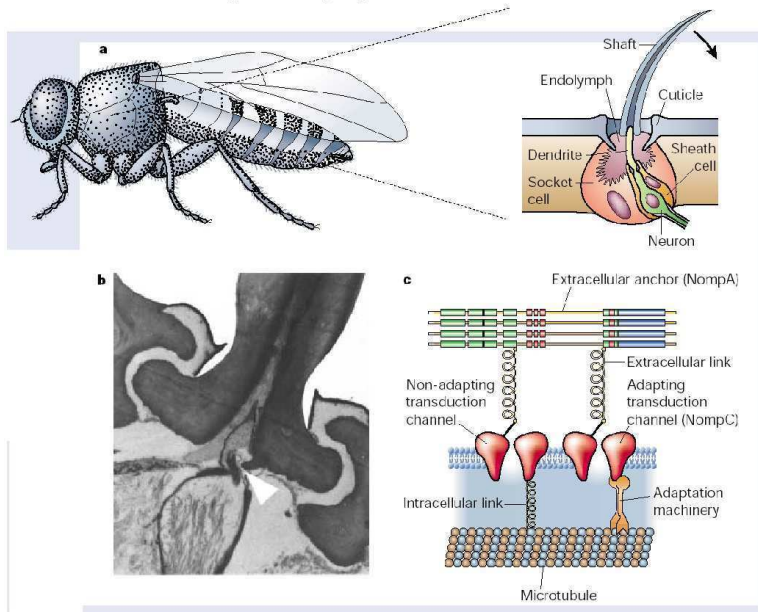 a
Shaft
Endolymph
Cuticle
Dendrite
Sheath
cell
Socket
cell
Neuron
b
c
Extracellular anchor (NompA)
Extracellular link
Non-adapting
transduction
channel
Adapting
transduction
channel (NompC)
Intracellular link
Adaptation
machinery
Microtubule